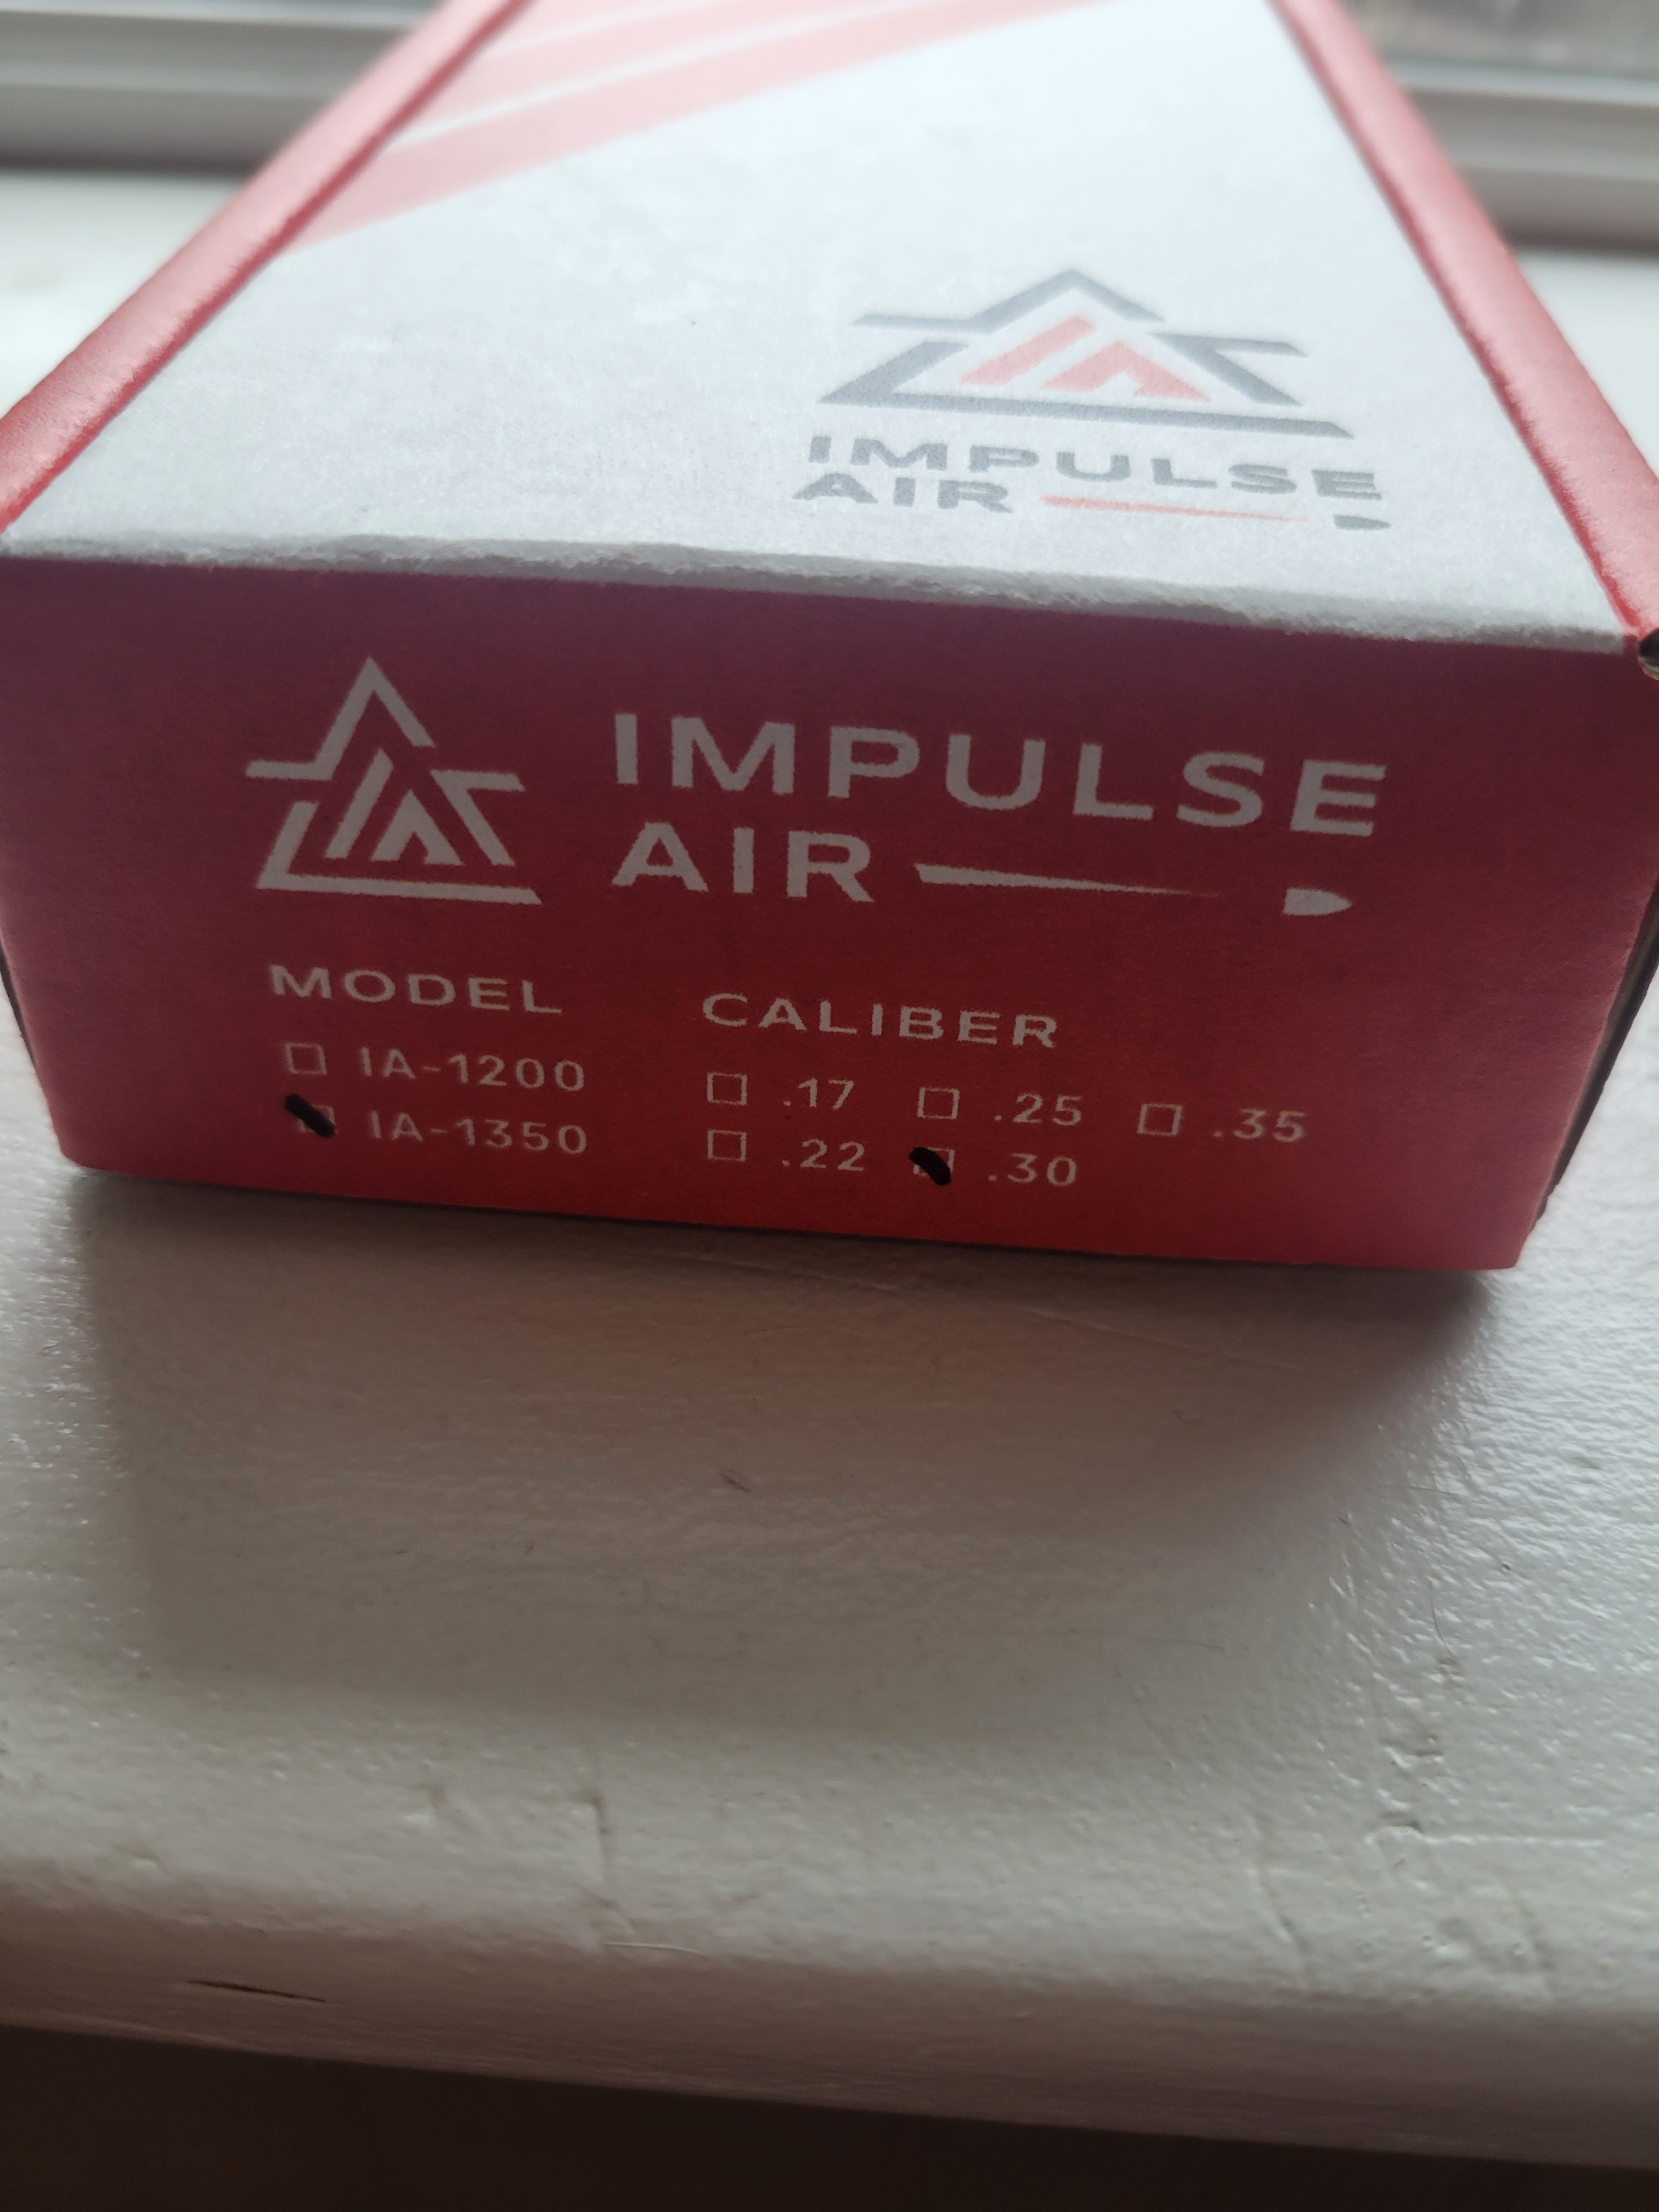 IMPULSE
AIR
IMPULSE
AIR
MODEL
IA-1200
IA-1350
CALIBER
.17 .25 .35
.22 .30